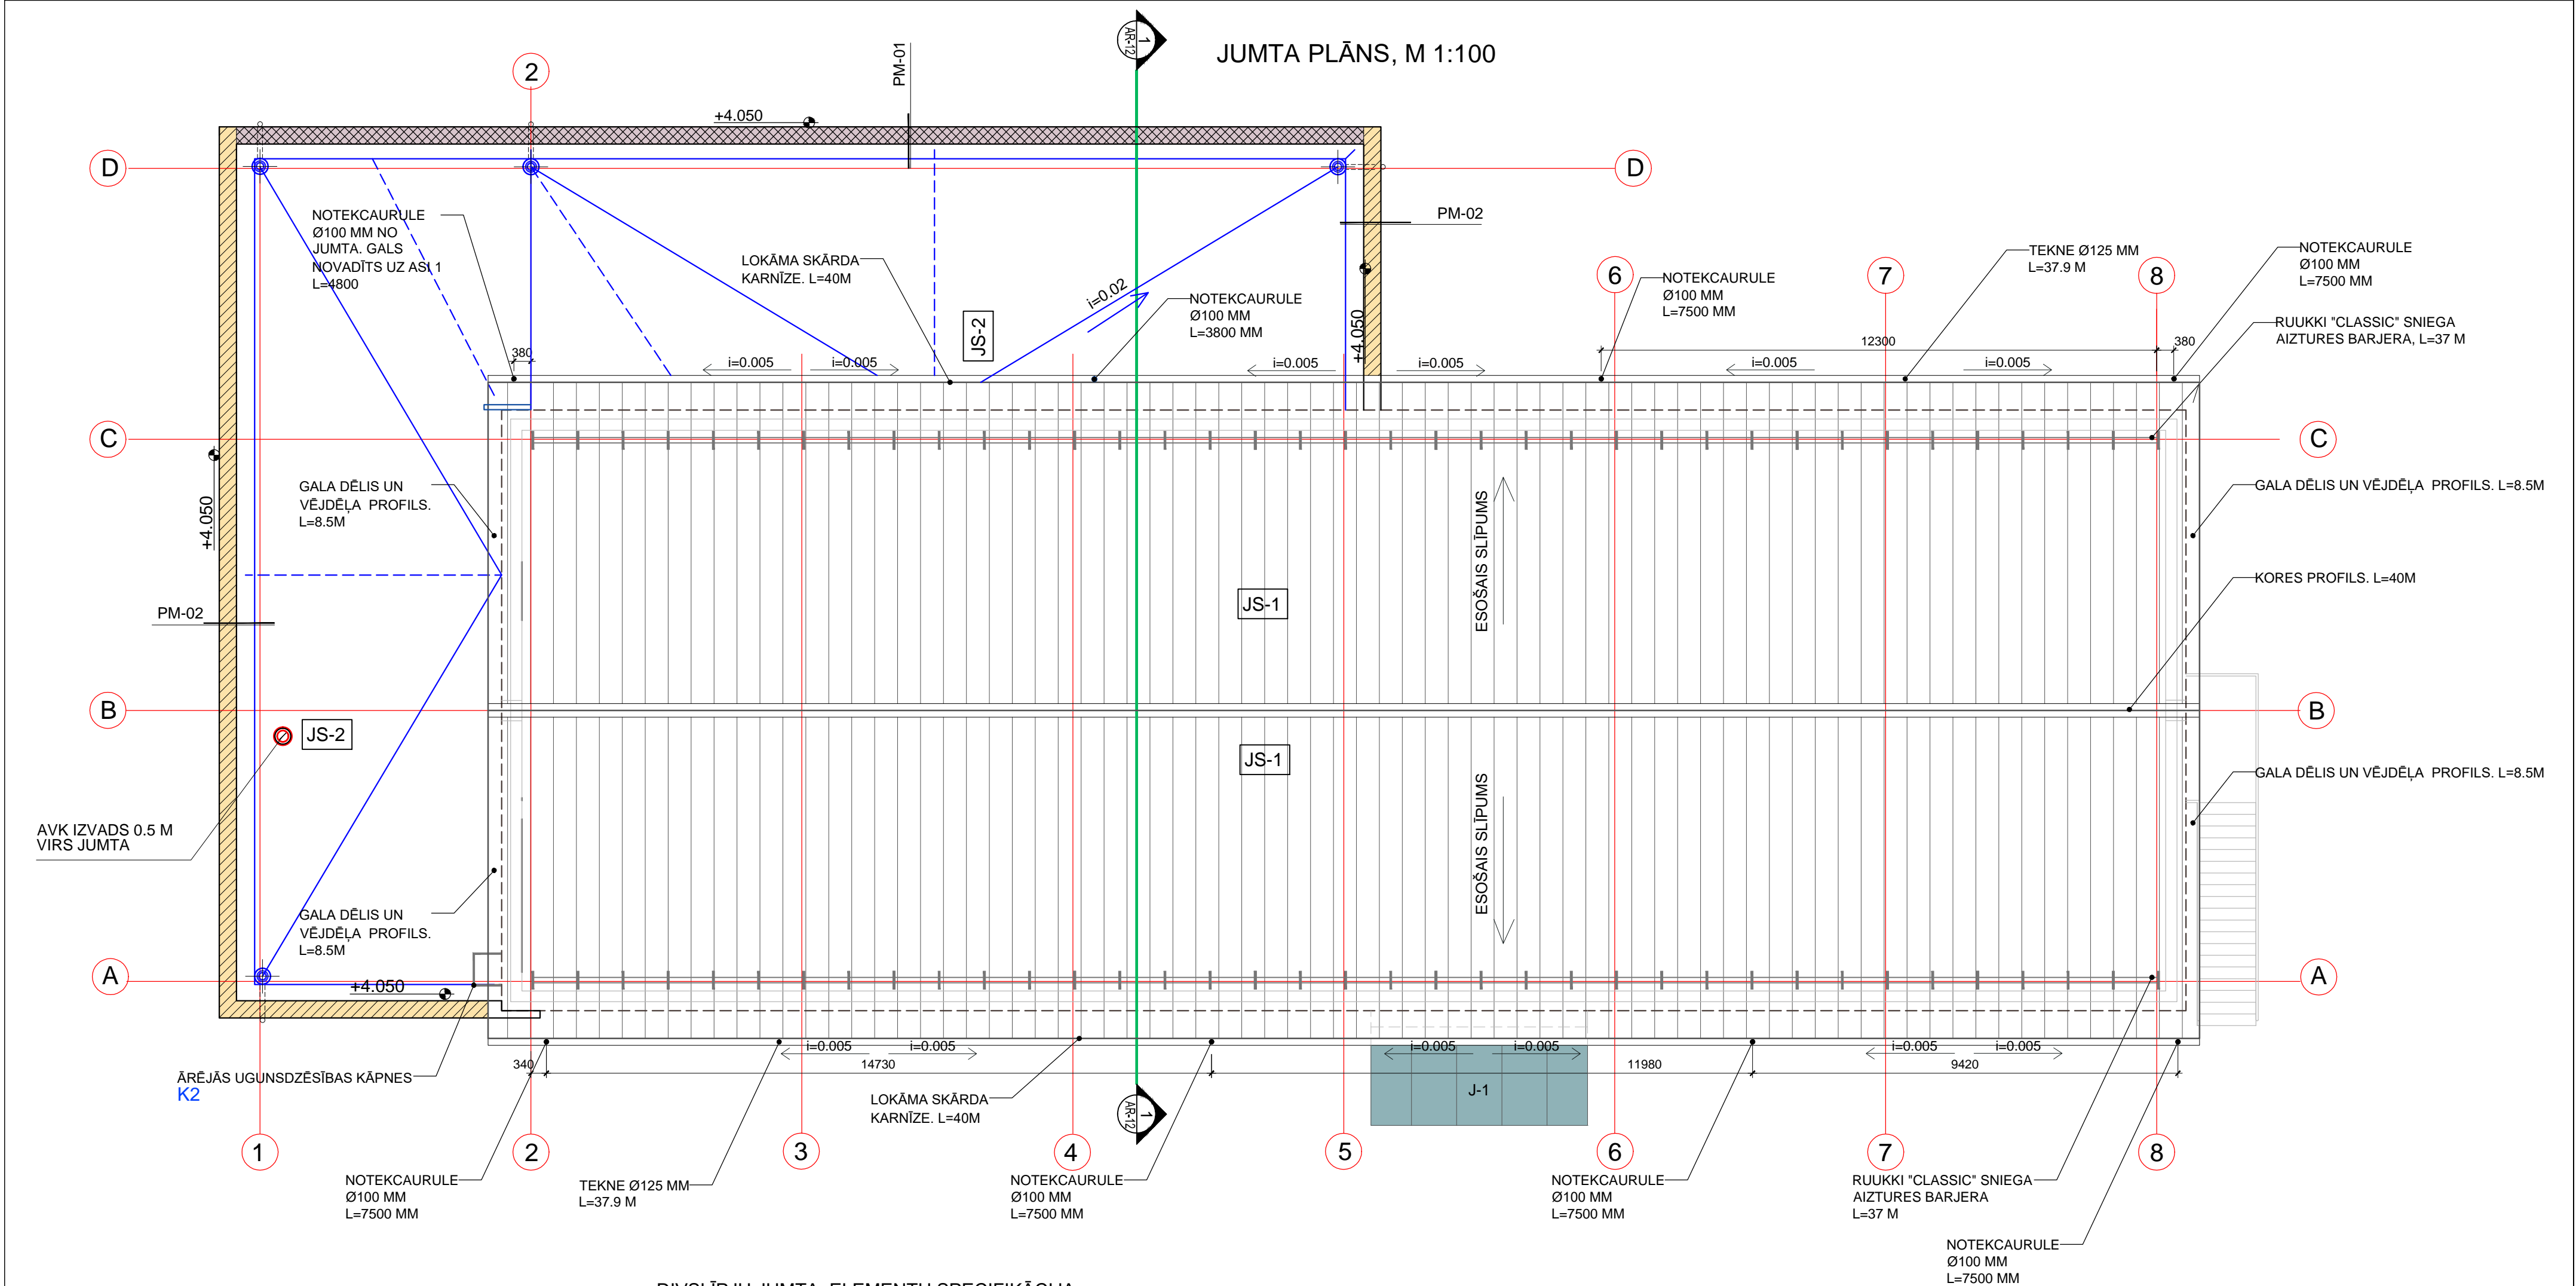 JUMTA PLĀNS, M 1:100
1
AR-12
PM-01
2
+4.050
D
D
PM-02
NOTEKCAURULE
Ø100 MM NO
JUMTA. GALS
NOVADĪTS UZ ASI 1
L=4800
LOKĀMA SKĀRDA
KARNĪZE. L=40M
i=0.02
NOTEKCAURULE
Ø100 MM
L=3800 MM
JS-2
+4.050
6
NOTEKCAURULE
Ø100 MM
L=7500 MM
7
TEKNE Ø125 MM
L=37.9 M
8
NOTEKCAURULE
Ø100 MM
L=7500 MM
RUUKKI "CLASSIC" SNIEGA
AIZTURES BARJERA, L=37 M
380
i=0.005
i=0.005
i=0.005
i=0.005
12300
380
i=0.005
i=0.005
C
C
+4.050
GALA DĒLIS UN
VĒJDĒĻA PROFILS.
L=8.5M
ESOŠAIS SLĪPUMS
GALA DĒLIS UN VĒJDĒĻA PROFILS. L=8.5M
KORES PROFILS. L=40M
JS-1
PM-02
B
B
JS-2
JS-1
ESOŠAIS SLĪPUMS
GALA DĒLIS UN VĒJDĒĻA PROFILS. L=8.5M
AVK IZVADS 0.5 M
VIRS JUMTA
GALA DĒLIS UN
VĒJDĒĻA PROFILS.
L=8.5M
A
A
+4.050
i=0.005
i=0.005
i=0.005
i=0.005
i=0.005
i=0.005
340
14730
11980
9420
ĀRĒJĀS UGUNSDZĒSĪBAS KĀPNES
K2
LOKĀMA SKĀRDA
KARNĪZE. L=40M
J-1
1
AR-12
1
2
3
4
5
6
7
8
NOTEKCAURULE
Ø100 MM
L=7500 MM
TEKNE Ø125 MM
L=37.9 M
NOTEKCAURULE
Ø100 MM
L=7500 MM
NOTEKCAURULE
Ø100 MM
L=7500 MM
RUUKKI "CLASSIC" SNIEGA
AIZTURES BARJERA
L=37 M
NOTEKCAURULE
Ø100 MM
L=7500 MM